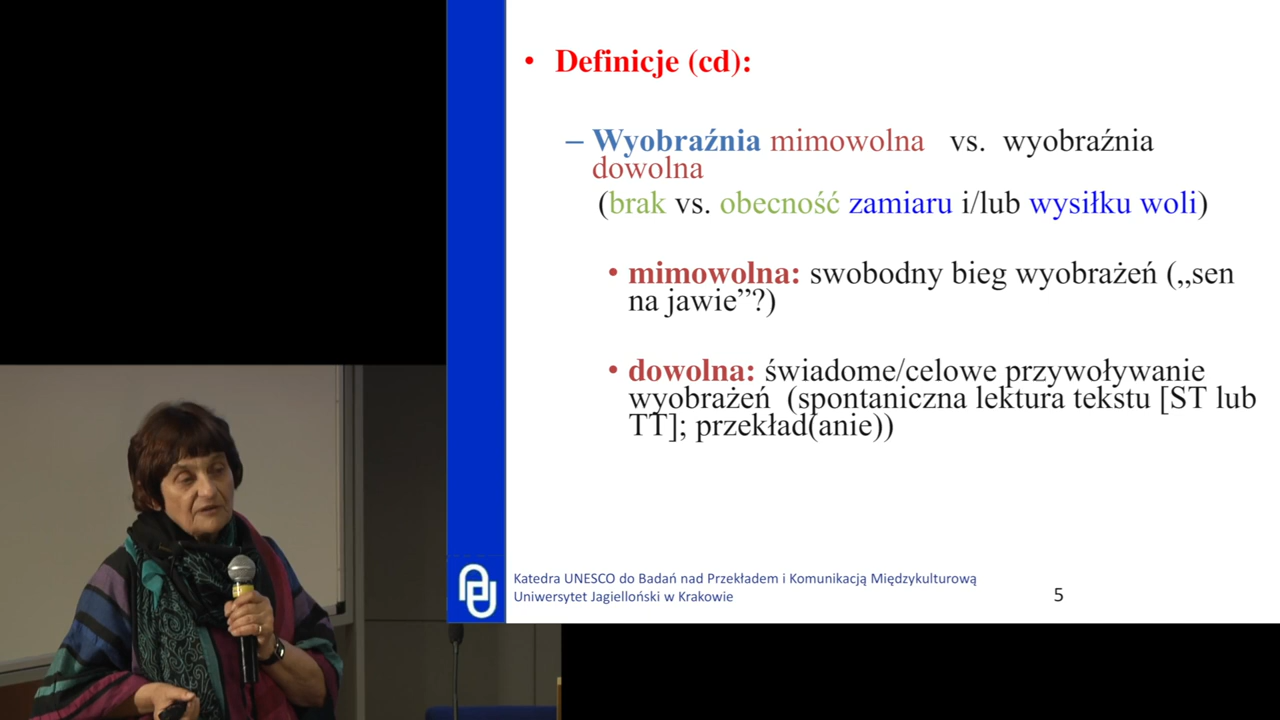 • Definicje (cd):
– Wyobraźnia mimowolna vs. wyobraźnia
dowolna
(brak vs. obecność zamiaru i/lub wysiłku woli)
• mimowolna: swobodny bieg wyobrażeń („sen
na jawie”?)
• dowolna: świadome/celowe przywoływanie
wyobrażeń (spontaniczna lektura tekstu [ST lub
TT]; przekład(anie))
Katedra UNESCO do Badań nad Przekładem i Komunikacją Międzykulturową
Uniwersytet Jagielloński w Krakowie
5